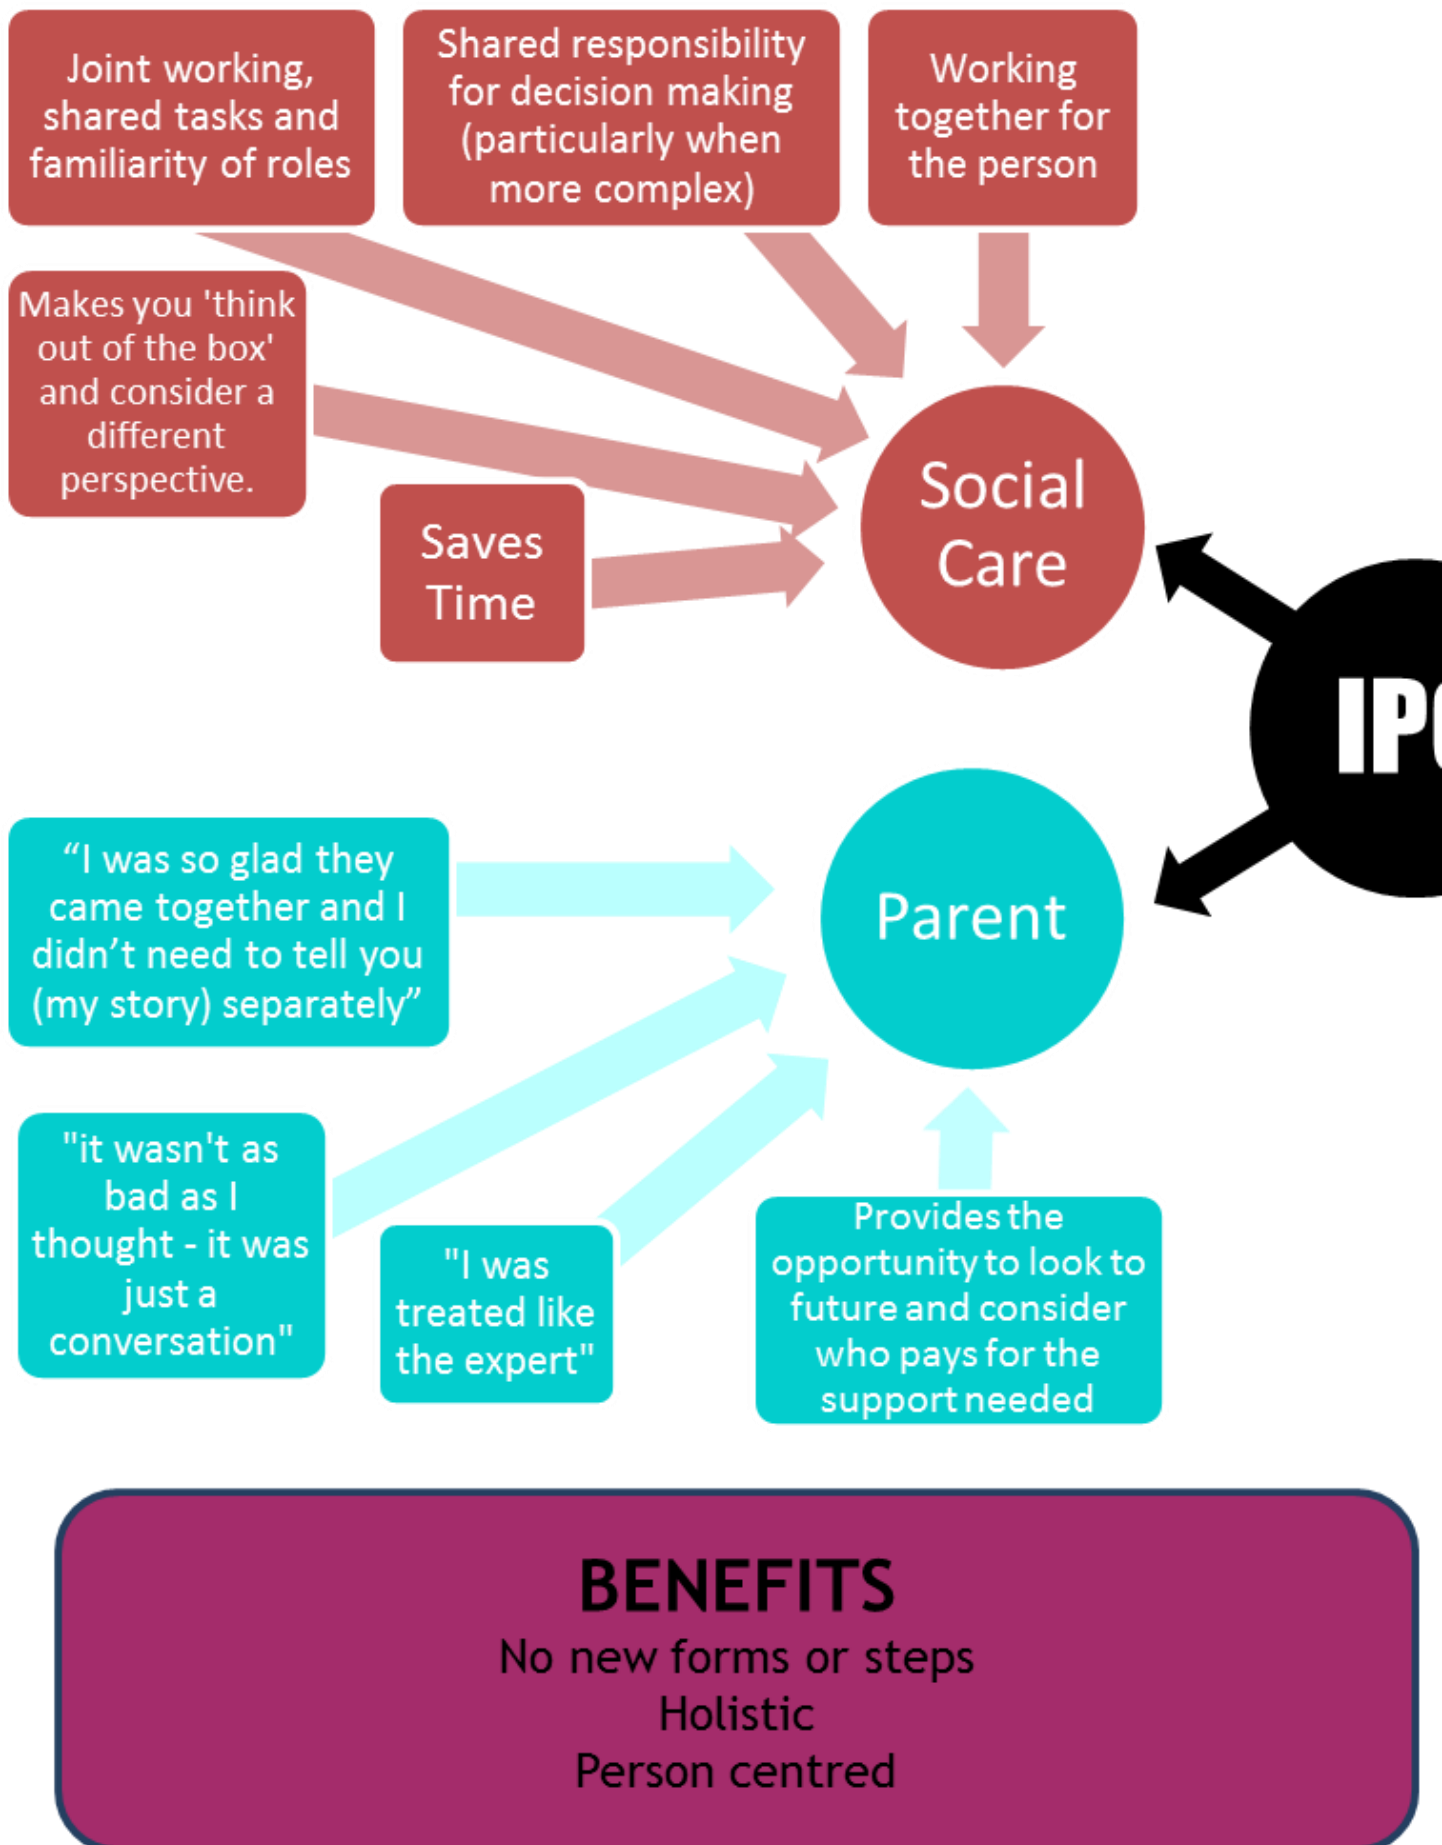 Joint working,
shared tasks and
familiarity of roles
Shared responsibility
for decision making
(particularly when
more complex)
Working
together for
the person
Makes you 'think
out of the box'
and consider a
different
perspective.
Saves
Time
Social
Care
“I was so glad they
came together and I
didn’t need to tell you
(my story) separately”
Parent
"it wasn't as
bad as I
thought - it was
just a
conversation"
"I was
treated like
the expert"
Provides the
opportunity to look to
future and consider
who pays for the
support needed
BENEFITS
No new forms or steps
Holistic
Person centred